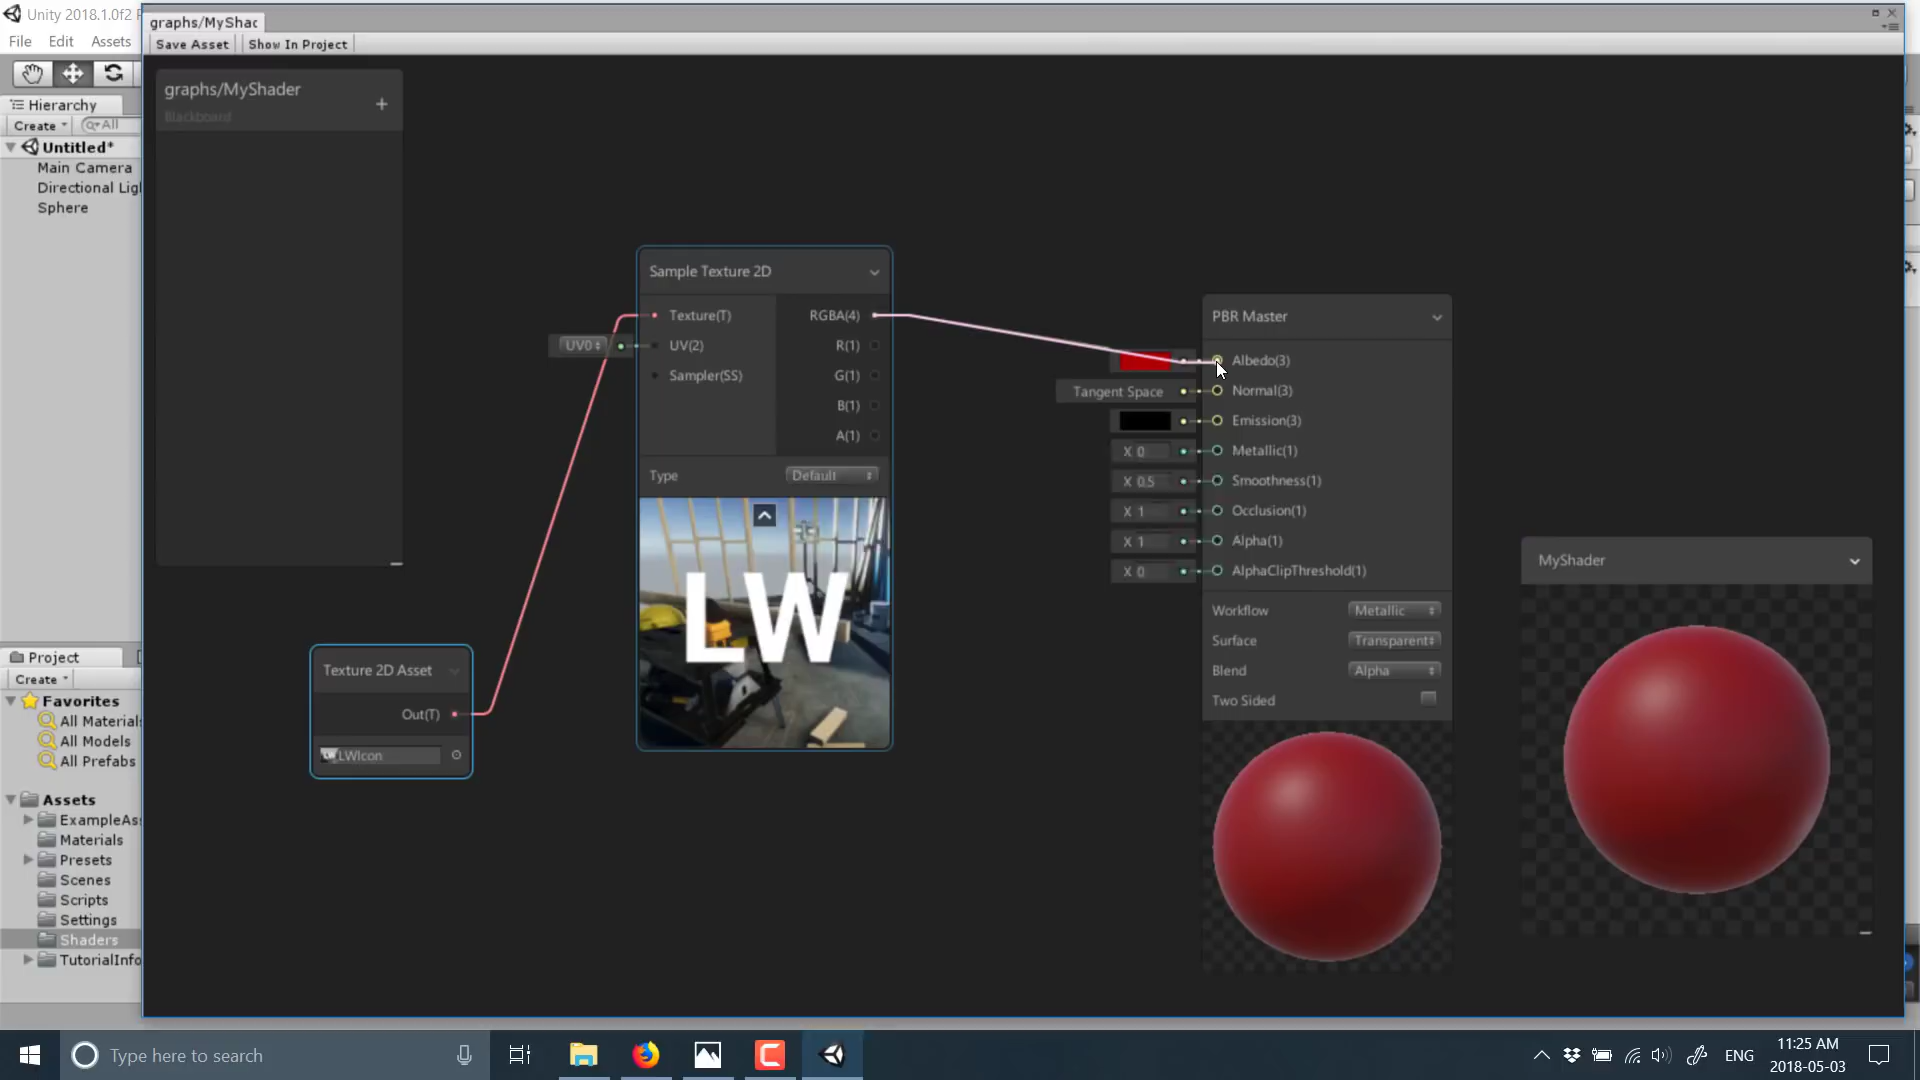 Unity 2018.1.0f2
graphs/MyShac
File Edit Assets
Save Asset Show In Project
graphs/MyShader
Blackboard
Hierarchy
Create All
Untitled*
Main Camera
Directional Ligl
Sphere
Sample Texture 2D
Texture(T) RGBA(4)
UV0 UV(2) R(1)
Sampler(SS) G(1)
B(1)
A(1)
Type Default
LW
PBR Master
Albedo(3)
Tangent Space Normal(3)
Emission(3)
X 0 Metallic(1)
X 0.5 Smoothness(1)
X 1 Occlusion(1)
X 1 Alpha(1)
X 0 AlphaClipThreshold(1)
Workflow Metallic
Surface Transparent
Blend Alpha
Two Sided
MyShader
Texture 2D Asset
Out(T)
LWIcon
Project
Create
Favorites
All Materials
All Models
All Prefabs
Assets
ExampleAs
Materials
Presets
Scenes
Scripts
Settings
Shaders
TutorialInfo
Type here to search
ENG
11:25 AM
2018-05-03